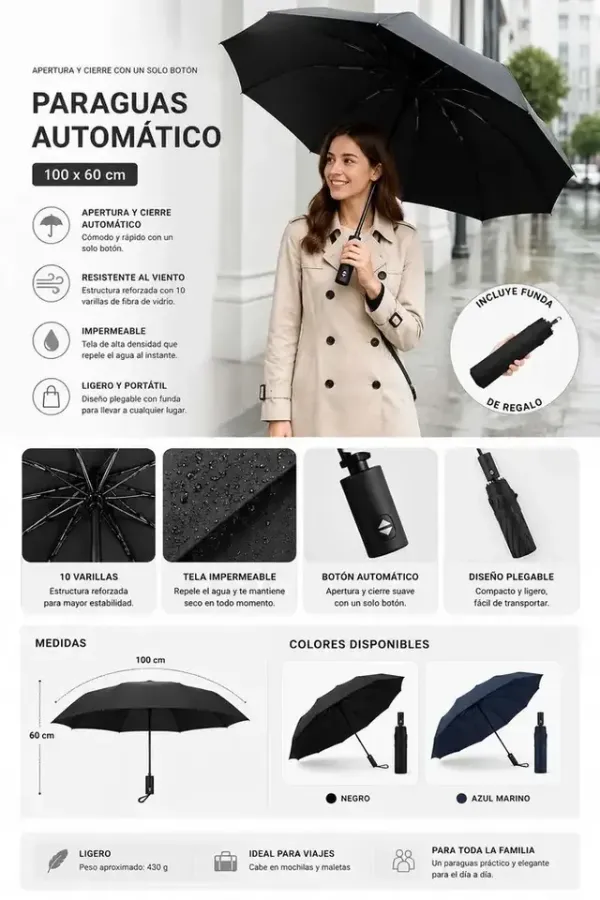 APERTURA Y CIERRE CON UN SOLO BOTÓN
PARAGUAS
AUTOMÁTICO
100 x 60 cm
APERTURA Y CIERRE
AUTOMÁTICO
Cómodo y rápido con un
solo botón.
RESISTENTE AL VIENTO
Estructura reforzada con 10
varillas de fibra de vidrio.
IMPERMEABLE
Tela de alta densidad que
repele el agua al instante.
LIGERO Y PORTÁTIL
Diseño plegable con funda
para llevar a cualquier lugar.
INCLUYE FUNDA
DE REGALO
10 VARILLAS
Estructura reforzada
para mayor estabilidad.
TELA IMPERMEABLE
Repele el agua y te mantiene
seco en todo momento.
BOTÓN AUTOMÁTICO
Apertura y cierre suave
con un solo botón.
DISEÑO PLEGABLE
Compacto y ligero,
fácil de transportar.
MEDIDAS
100 cm
60 cm
COLORES DISPONIBLES
NEGRO
AZUL MARINO
LIGERO
Peso aproximado: 430 g
IDEAL PARA VIAJES
Cabe en mochilas y maletas
PARA TODA LA FAMILIA
Un paraguas práctico y elegante
para el día a día.